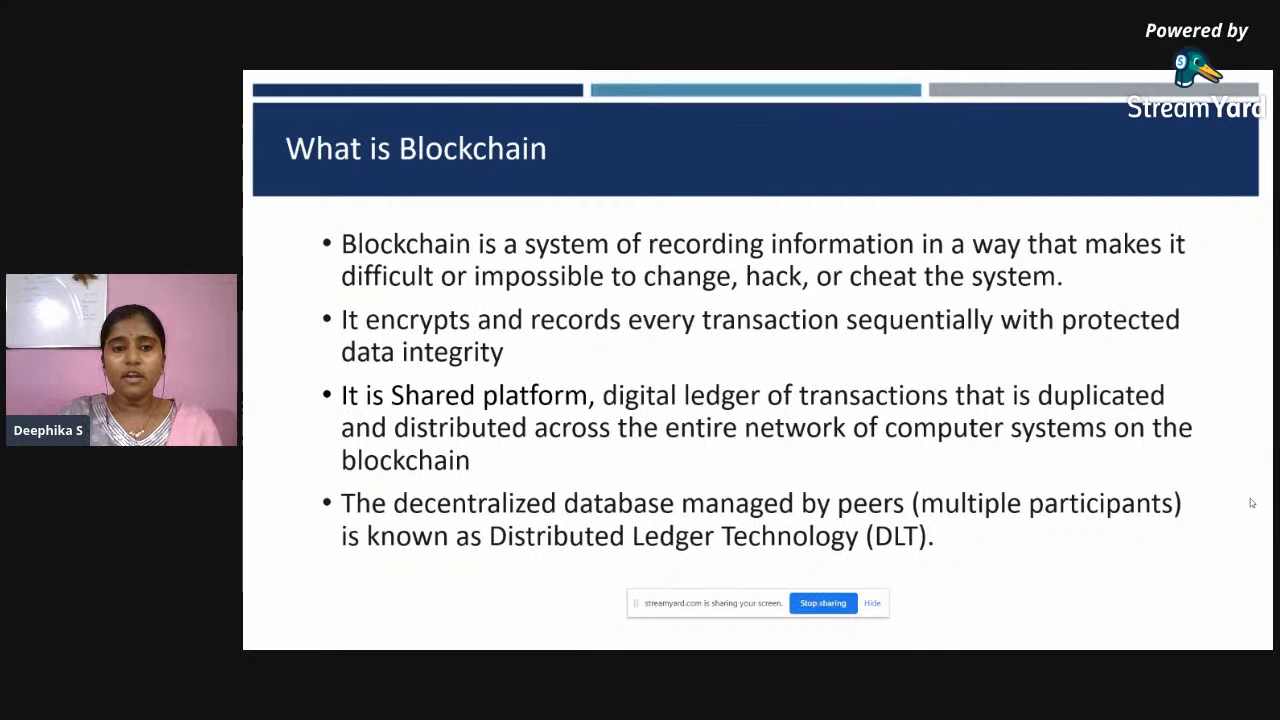 Powered by
StreamYard
What is Blockchain
• Blockchain is a system of recording information in a way that makes it
difficult or impossible to change, hack, or cheat the system.
• It encrypts and records every transaction sequentially with protected
data integrity
• It is Shared platform, digital ledger of transactions that is duplicated
and distributed across the entire network of computer systems on the
blockchain
• The decentralized database managed by peers (multiple participants)
is known as Distributed Ledger Technology (DLT).
Deephika S
streamyard.com is sharing your screen.
Stop sharing
Hide